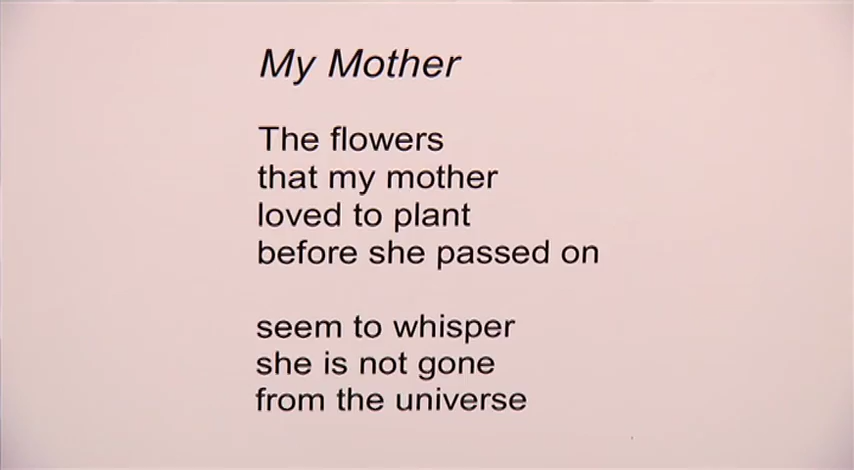 My Mother
The flowers
that my mother
loved to plant
before she passed on
seem to whisper
she is not gone
from the universe